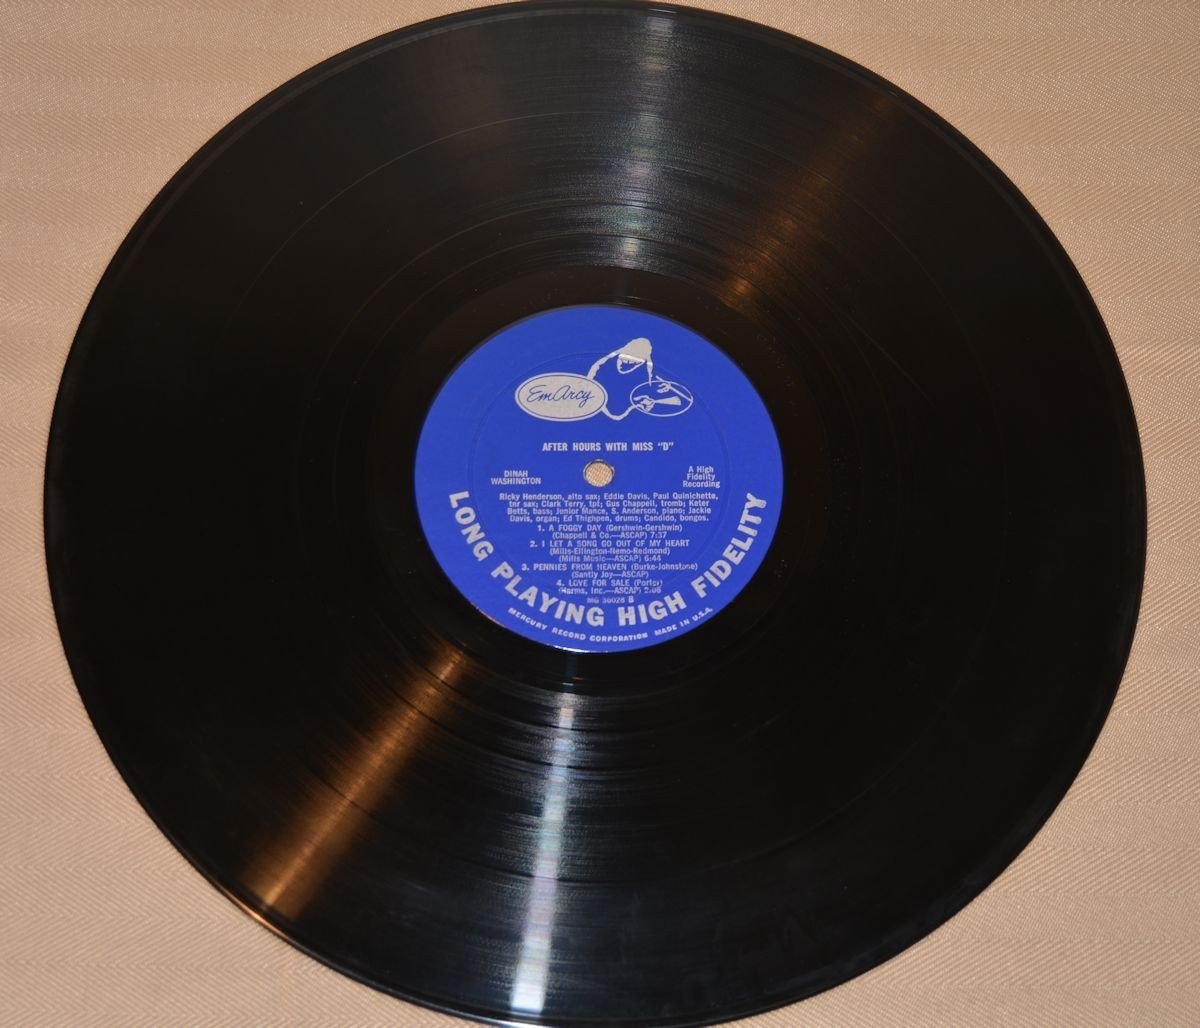 EmArcy
AFTER HOURS WITH MISS "D"
DINAH
WASHINGTON
A High
Fidelity
Recording
Ricky Henderson, alto sax; Eddie Davis, Paul Quinichette,
tnr sax; Clark Terry, tpt; Gus Chappell, tromb; Keter
Betts, bass; Junior Mance, S. Anderson, piano; Jackie
Davis, organ; Ed Thighpen, drums; Candido, bongos.
1. A FOGGY DAY (Gershwin-Gershwin)
(Chappell & Co.—ASCAP) 7:37
2. I LET A SONG GO OUT OF MY HEART
(Mills-Ellington-Nemo-Redmond)
(Mills Music—ASCAP) 6:44
3. PENNIES FROM HEAVEN (Burke-Johnstone)
(Santly Joy—ASCAP)
4. LOVE FOR SALE (Porter)
(Harms, Inc.—ASCAP) 2:06
MG 36028 B
LONG PLAYING HIGH FIDELITY
MERCURY RECORD CORPORATION MADE IN U.S.A.